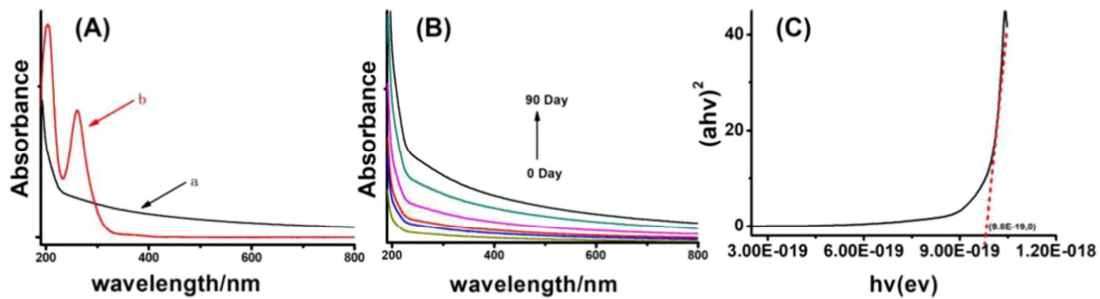 (A)
b
a
Absorbance
200
400
600
800
wavelength/nm
(B)
90 Day
0 Day
Absorbance
200
400
600
800
wavelength/nm
(C)
40
20
0
(ahv)²
(9.8E-19,0)
3.50E-019 6.00E-019 9.00E-019 1.20E-018
hv(ev)